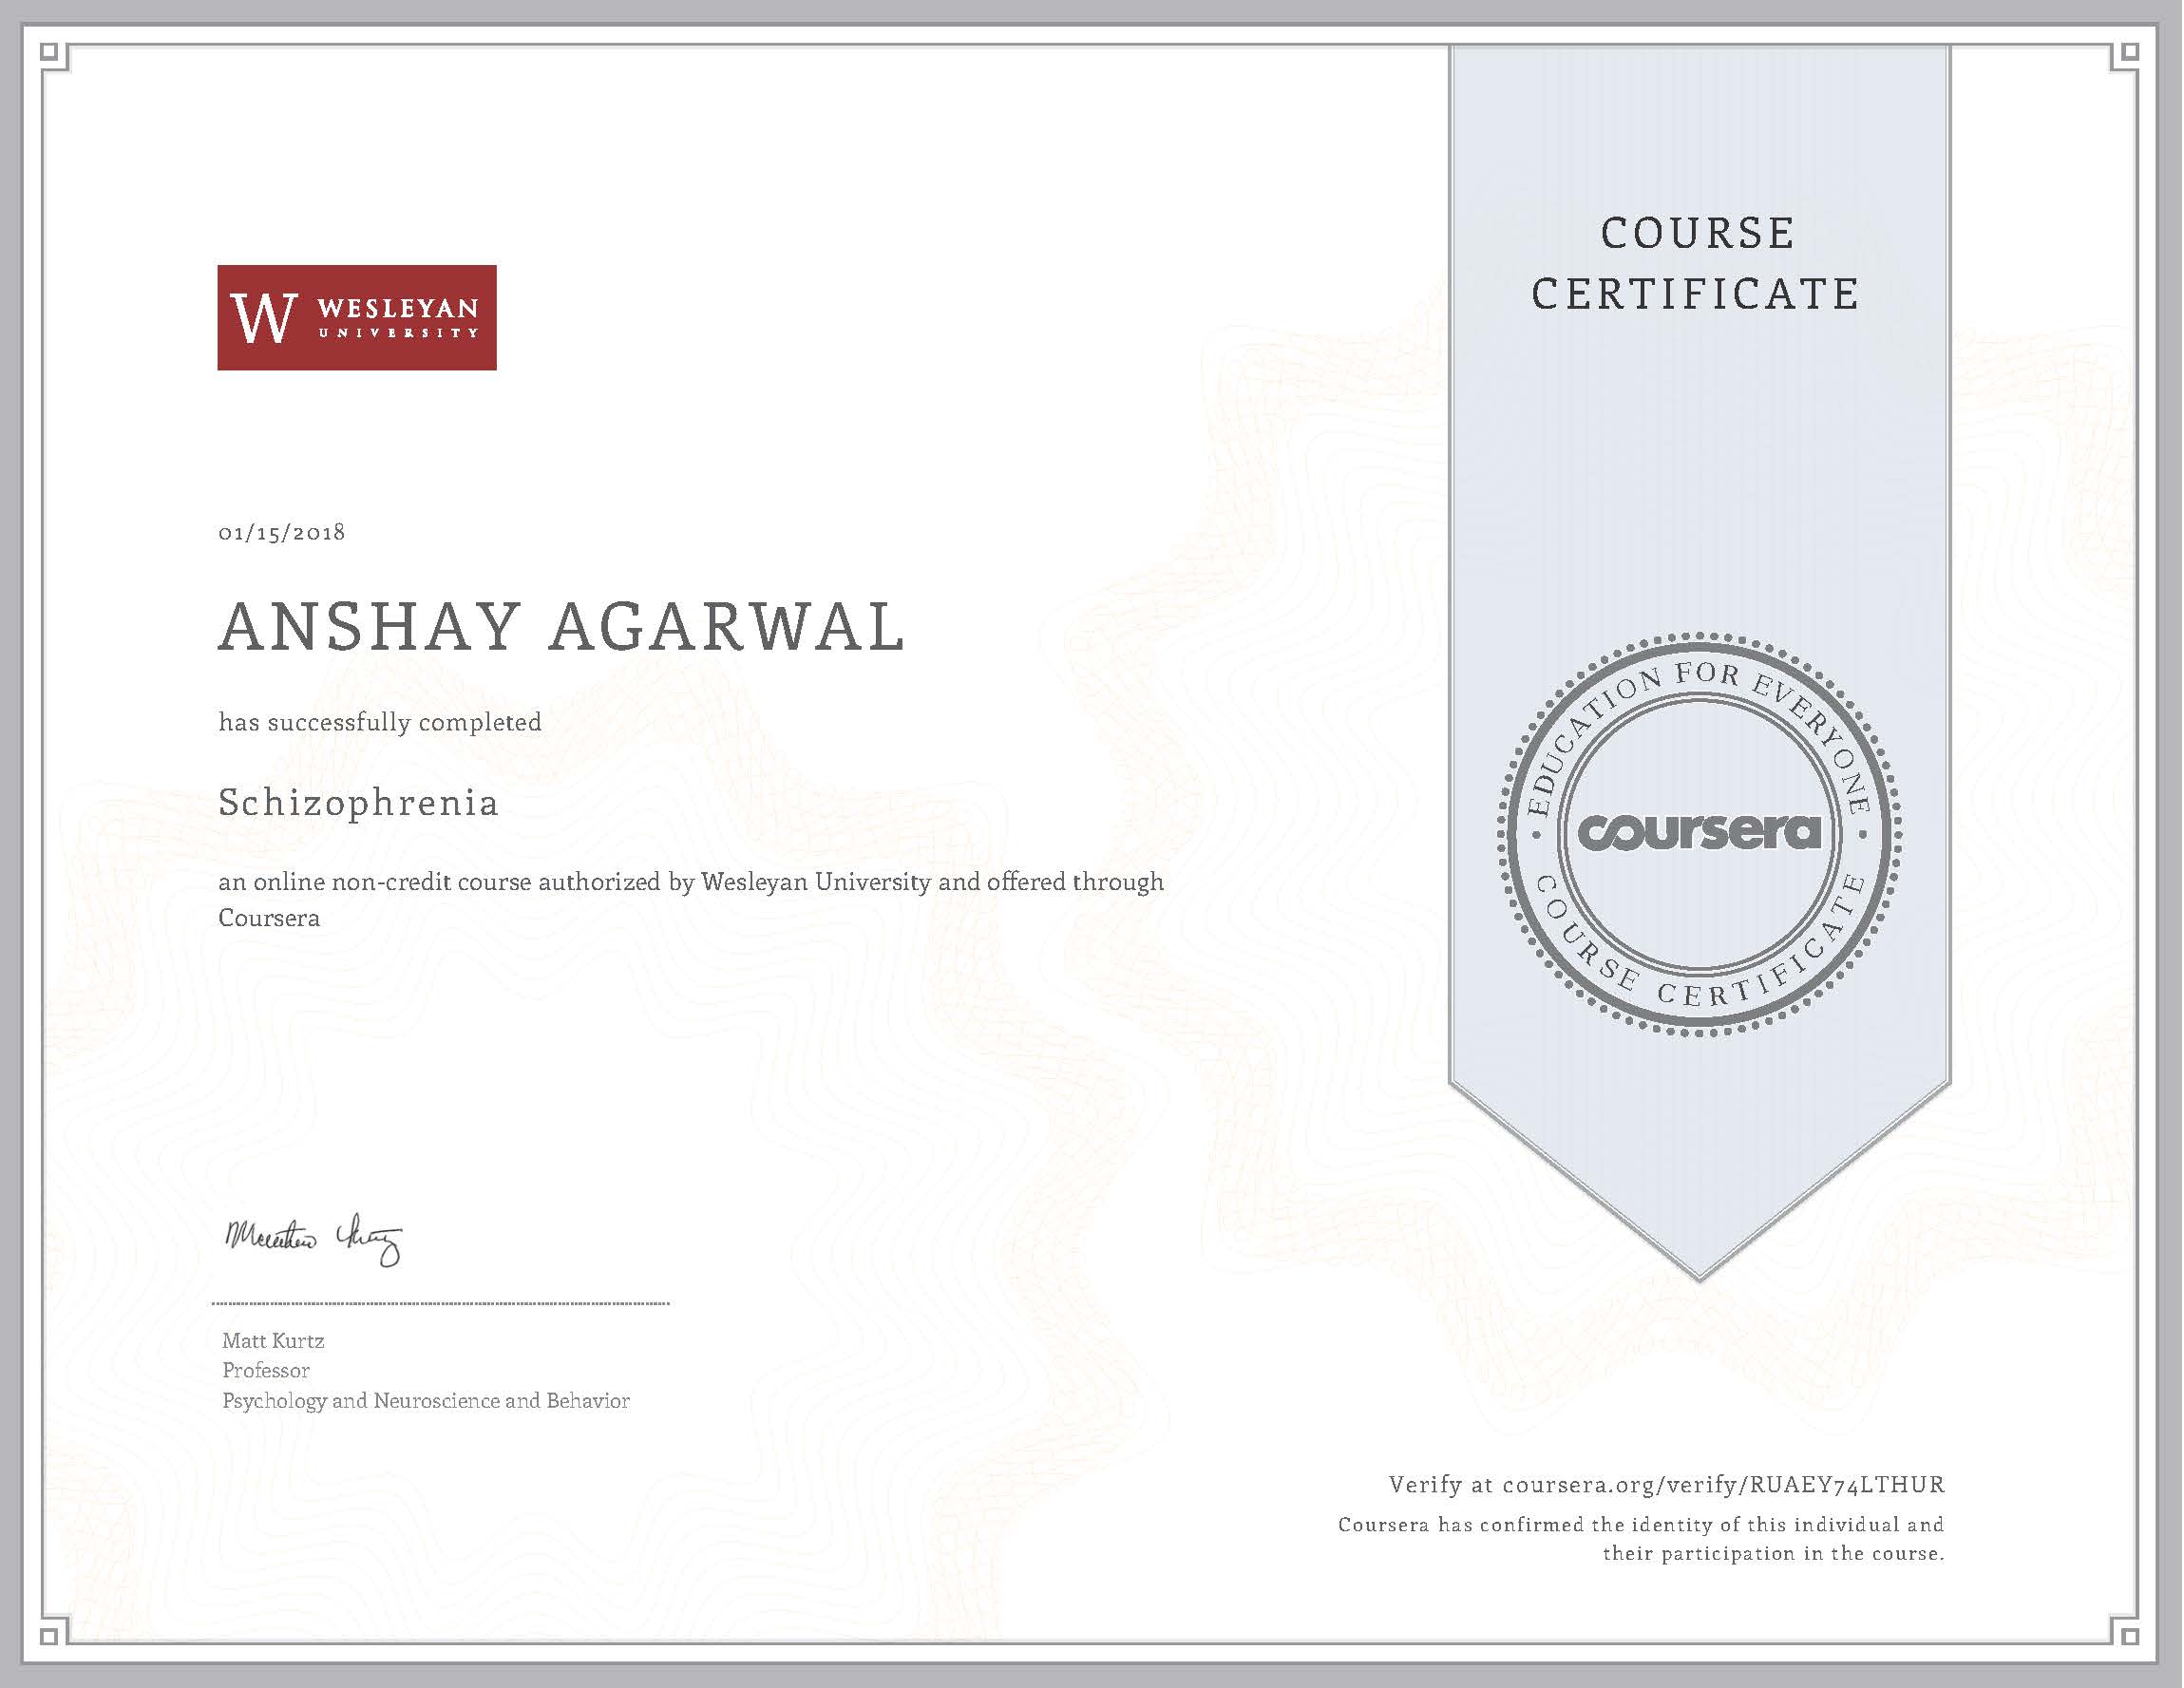 W WESLEYAN
UNIVERSITY
COURSE
CERTIFICATE
01/15/2018
ANSHAY AGARWAL
has successfully completed
Schizophrenia
an online non-credit course authorized by Wesleyan University and offered through
Coursera
EDUCATION FOR EVERYONE
coursera
COURSE CERTIFICATE
Matt Kurtz
Professor
Psychology and Neuroscience and Behavior
Verify at coursera.org/verify/RUAEY74LTHUR
Coursera has confirmed the identity of this individual and
their participation in the course.